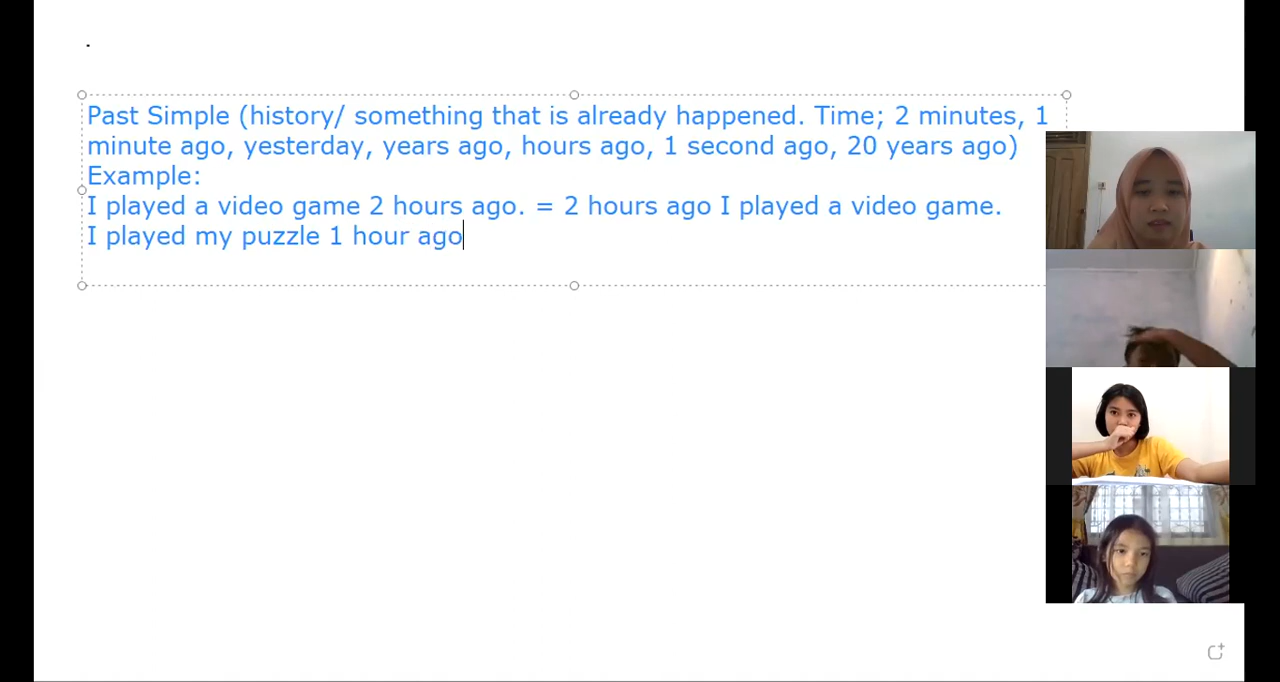 .
Past Simple (history/ something that is already happened. Time; 2 minutes, 1
minute ago, yesterday, years ago, hours ago, 1 second ago, 20 years ago)
Example:
I played a video game 2 hours ago. = 2 hours ago I played a video game.
I played my puzzle 1 hour ago